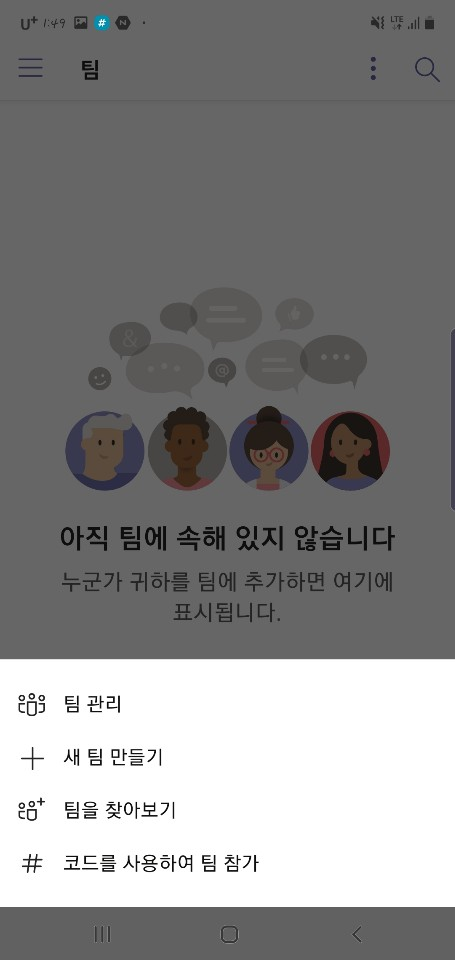 U+ 1:49 # N LTE
팀
&
@
아직 팀에 속해 있지 않습니다
누군가 귀하를 팀에 추가하면 여기에
표시됩니다.
팀 관리
새 팀 만들기
팀을 찾아보기
# 코드를 사용하여 팀 참가